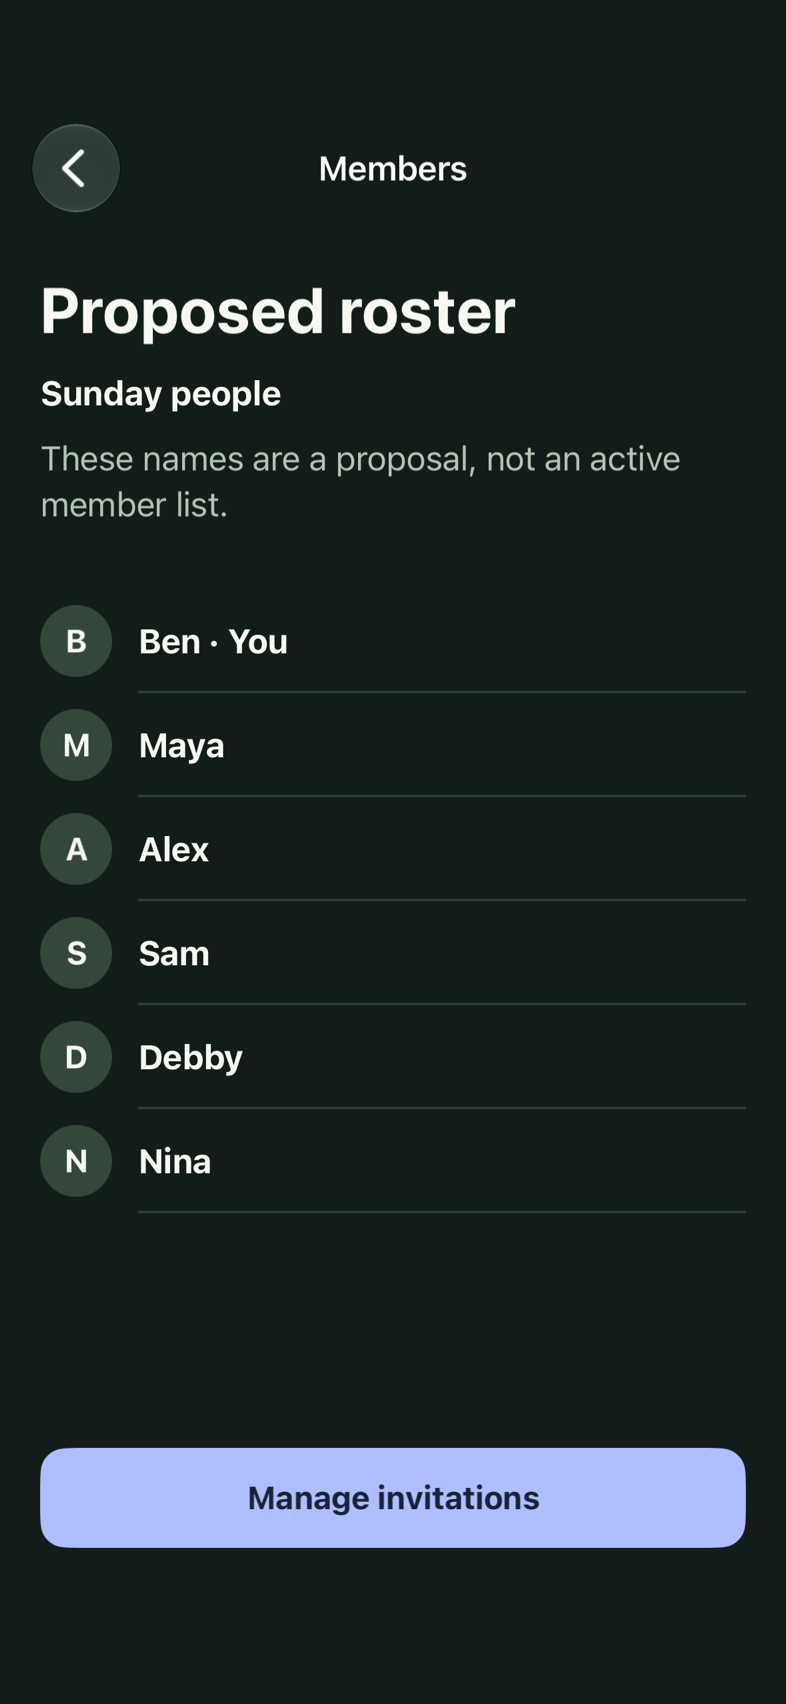 Members
Proposed roster
Sunday people
These names are a proposal, not an active
member list.
B
Ben · You
M
Maya
A
Alex
S
Sam
D
Debby
N
Nina
Manage invitations